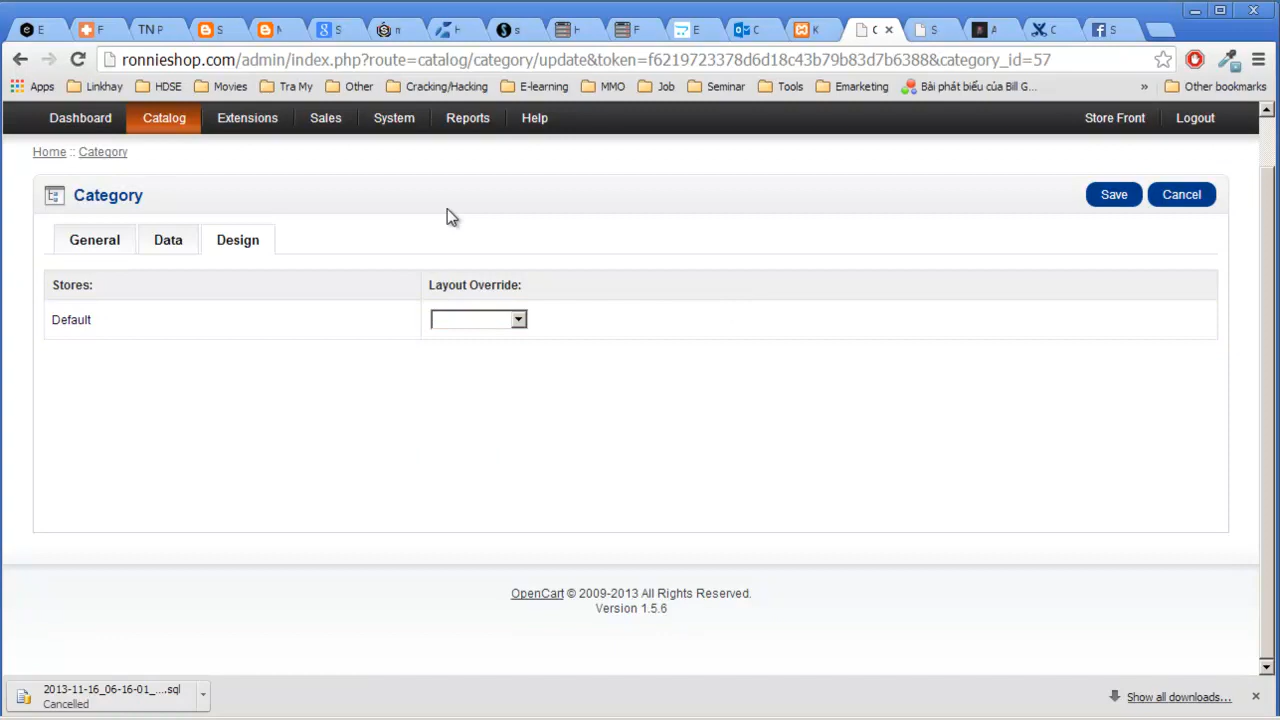 E F TN P S N S n H s H F E C K C S A C S
ronnieshop.com/admin/index.php?route=catalog/category/update&token=f6219723378d6d18c43b79b83d7b6388&category_id=57
Apps Linkhay HDSE Movies Tra My Other Cracking/Hacking E-learning MMO Job Seminar Tools Emarketing Bài phát biểu của Bill G... » Other bookmarks
Dashboard Catalog Extensions Sales System Reports Help Store Front Logout
Home :: Category
Category Save Cancel
General Data Design
Stores: Layout Override:
Default
OpenCart © 2009-2013 All Rights Reserved.
Version 1.5.6
2013-11-16_06-16-01_....sql
Cancelled
Show all downloads...